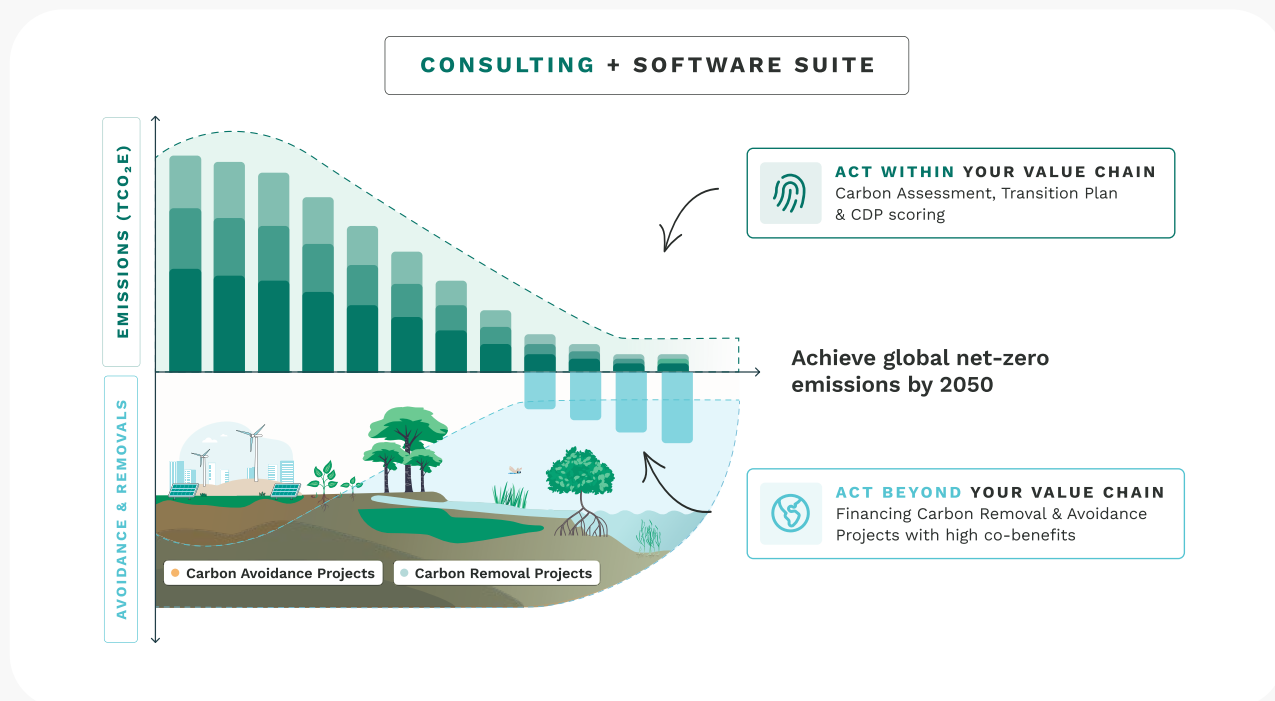 CONSULTING + SOFTWARE SUITE
EMISSIONS (TCO₂E)
ACT WITHIN YOUR VALUE CHAIN
Carbon Assessment, Transition Plan
& CDP scoring
Achieve global net-zero
emissions by 2050
AVOIDANCE & REMOVALS
ACT BEYOND YOUR VALUE CHAIN
Financing Carbon Removal & Avoidance
Projects with high co-benefits
Carbon Avoidance Projects
Carbon Removal Projects